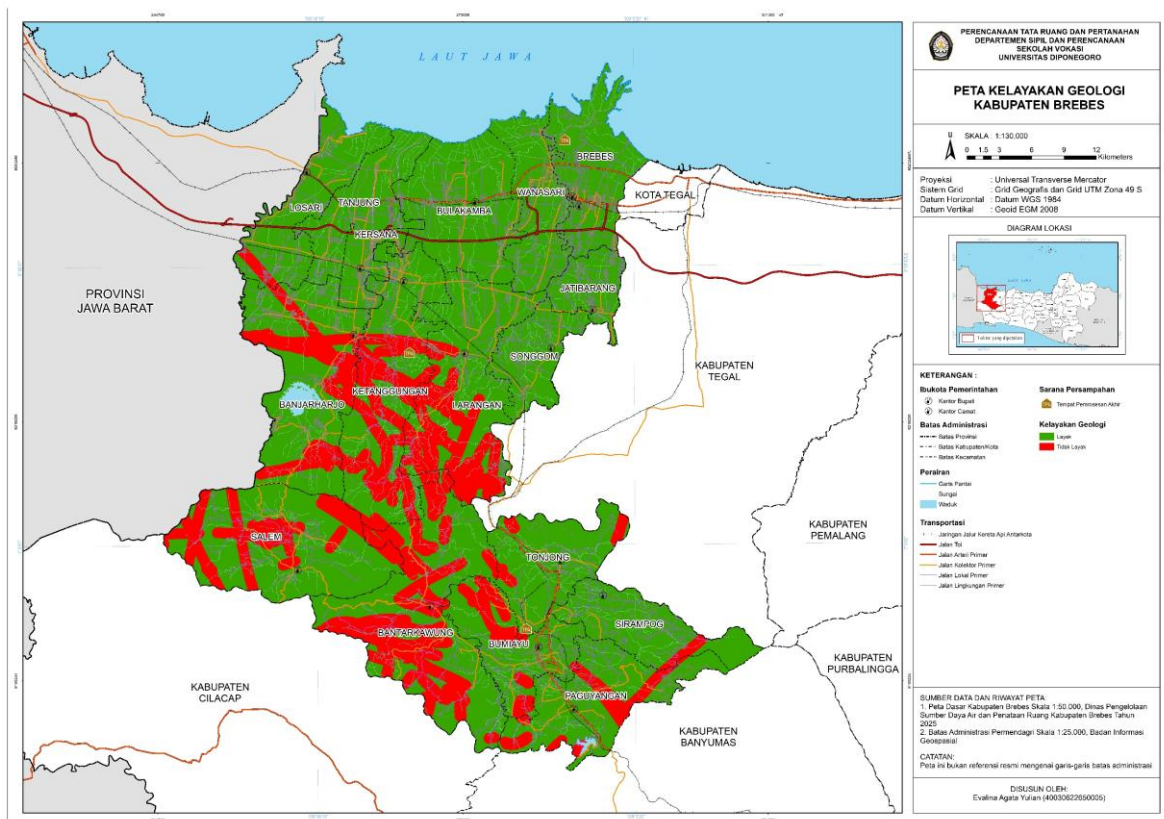 LAUT JAWA
BREBES
WANASARI
KOTA TEGAL
LOSARI
TANJUNG
BULAKAMBA
KERSANA
JATIBARANG
PROVINSI
JAWA BARAT
SONGGOM
KABUPATEN
TEGAL
KETANGGUNGAN
BANJARHARJO
LARANGAN
SALEM
TONJONG
KABUPATEN
PEMALANG
BANTARKAWUNG
BUMIAYU
SIRAMPOG
KABUPATEN
PURBALINGGA
KABUPATEN
CILACAP
PAGUYANGAN
KABUPATEN
BANYUMAS
PERENCANAAN TATA RUANG DAN PERTANAHAN
DEPARTEMEN SIPIL DAN PERENCANAAN
SEKOLAH VOKASI
UNIVERSITAS DIPONEGORO
PETA KELAYAKAN GEOLOGI
KABUPATEN BREBES
U
SKALA : 1:130.000
0 1.5 3 6 9 12
Kilometers
Proyeksi : Universal Transverse Mercator
Sistem Grid : Grid Geografis dan Grid UTM Zona 49 S
Datum Horizontal : Datum WGS 1984
Datum Vertikal : Geoid EGM 2008
DIAGRAM LOKASI
yang dipetakan
KETERANGAN :
Ibukota Pemerintahan
Kantor Bupati
Kantor Camat
Batas Administrasi
Batas Provinsi
Batas Kabupaten/Kota
Batas Kecamatan
Perairan
Garis Pantai
Sungai
Waduk
Transportasi
Jaringan Jalur Kereta Api Antarkota
Jalan Tol
Jalan Arteri Primer
Jalan Kolektor Primer
Jalan Lokal Primer
Jalan Lingkungan Primer
Sarana Persampahan
Tempat Pemrosesan Akhir
Kelayakan Geologi
Layak
Tidak Layak
SUMBER DATA DAN RIWAYAT PETA:
1. Peta Dasar Kabupaten Brebes Skala 1:50.000, Dinas Pengelolaan
Sumber Daya Air dan Penataan Ruang Kabupaten Brebes Tahun
2025
2. Batas Administrasi Permendagri Skala 1:25.000, Badan Informasi
Geospasial
CATATAN:
Peta ini bukan referensi resmi mengenai garis-garis batas administrasi
DISUSUN OLEH:
Evalina Agata Yulian (40030622650005)